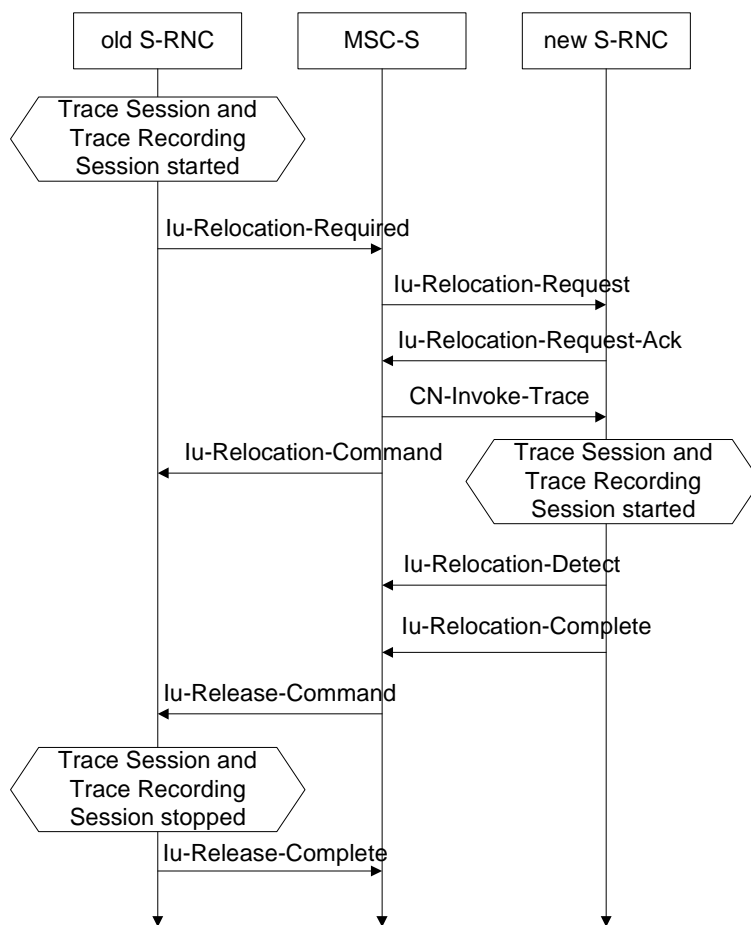 old S-RNC
MSC-S
new S-RNC
Trace Session and
Trace Recording
Session started
Iu-Relocation-Required
Iu-Relocation-Request
Iu-Relocation-Request-Ack
CN-Invoke-Trace
Iu-Relocation-Command
Trace Session and
Trace Recording
Session started
Iu-Relocation-Detect
Iu-Relocation-Complete
Iu-Release-Command
Trace Session and
Trace Recording
Session stopped
Iu-Release-Complete